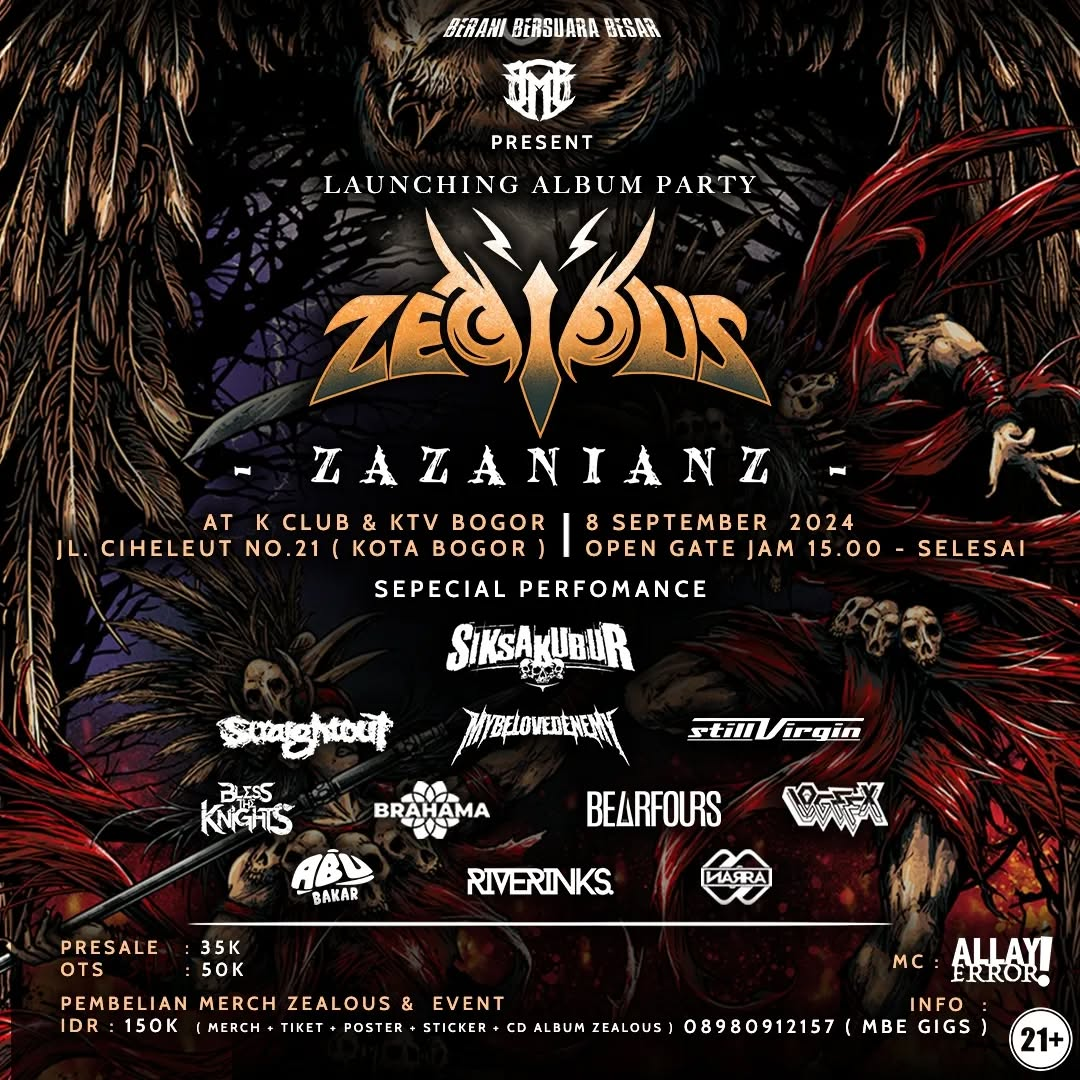 BERANI BERSUARA BESAR
PRESENT
LAUNCHING ALBUM PARTY
ZEALOUS
- ZAZANIANZ -
AT K CLUB & KTV BOGOR
JL. CIHELEUT NO.21 ( KOTA BOGOR )
8 SEPTEMBER 2024
OPEN GATE JAM 15.00 - SELESAI
SEPECIAL PERFOMANCE
SIKSAKUBUR
Straightout
MYBELOVEDENEMY
stillVirgin
BLESS
THE
KNIGHTS
BRAHAMA
BEARFOURS
ABU
BAKAR
RIVERINKS.
NARRA
PRESALE : 35K
OTS : 50K
MC : ALLAY
ERROR!
PEMBELIAN MERCH ZEALOUS & EVENT
IDR : 150K ( MERCH + TIKET + POSTER + STICKER + CD ALBUM ZEALOUS )
INFO :
08980912157 ( MBE GIGS )
21+